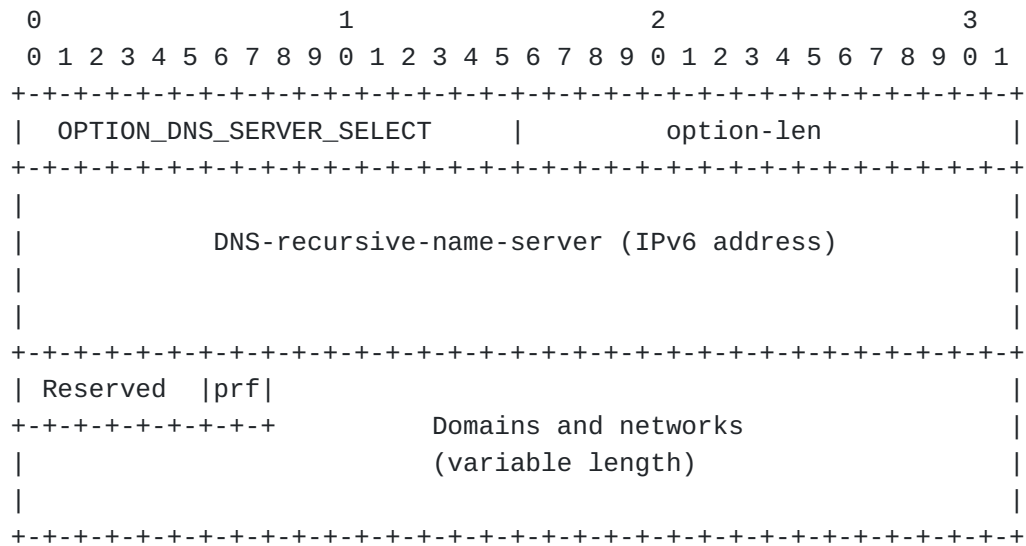 0                   1                   2                   3
 0 1 2 3 4 5 6 7 8 9 0 1 2 3 4 5 6 7 8 9 0 1 2 3 4 5 6 7 8 9 0 1
+-+-+-+-+-+-+-+-+-+-+-+-+-+-+-+-+-+-+-+-+-+-+-+-+-+-+-+-+-+-+-+-+
|  OPTION_DNS_SERVER_SELECT     |         option-len            |
+-+-+-+-+-+-+-+-+-+-+-+-+-+-+-+-+-+-+-+-+-+-+-+-+-+-+-+-+-+-+-+-+
|                                                               |
|            DNS-recursive-name-server (IPv6 address)           |
|                                                               |
|                                                               |
+-+-+-+-+-+-+-+-+-+-+-+-+-+-+-+-+-+-+-+-+-+-+-+-+-+-+-+-+-+-+-+-+
| Reserved  |prf|                                               |
+-+-+-+-+-+-+-+-+          Domains and networks                 |
|                          (variable length)                    |
|                                                               |
+-+-+-+-+-+-+-+-+-+-+-+-+-+-+-+-+-+-+-+-+-+-+-+-+-+-+-+-+-+-+-+-+